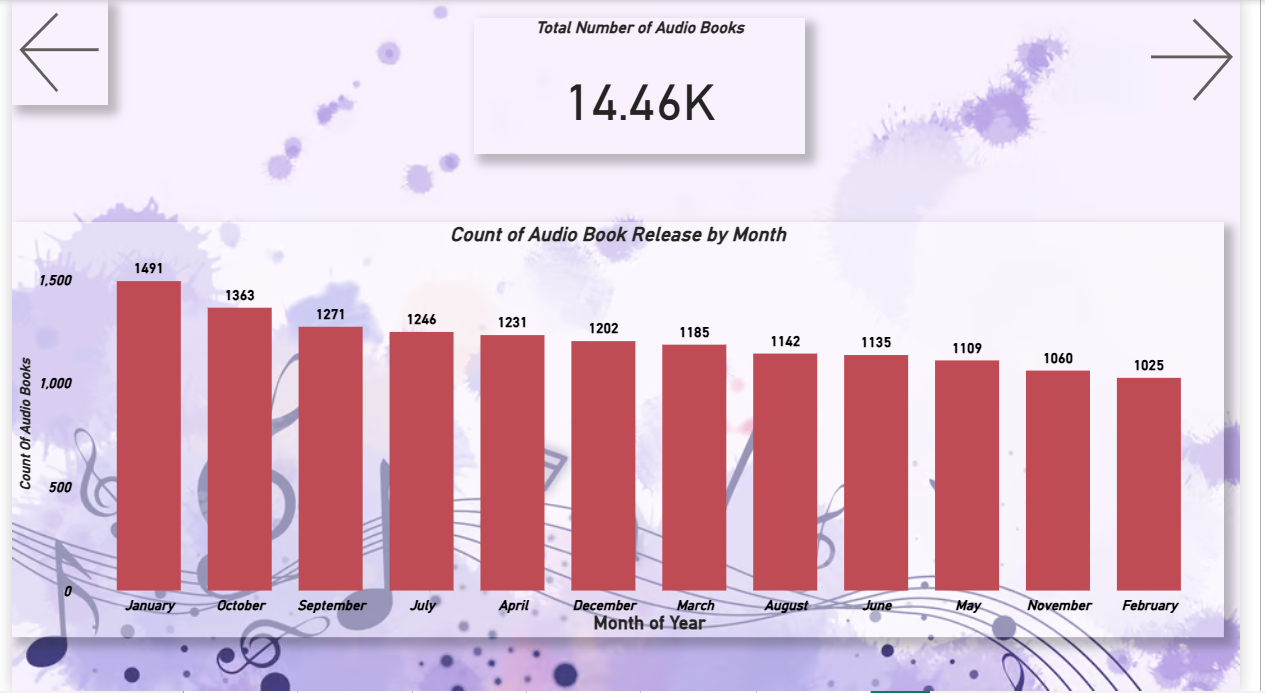 Total Number of Audio Books
14.46K
Count of Audio Book Release by Month
Count Of Audio Books
1,500
1,000
500
0
1491
1363
1271
1246
1231
1202
1185
1142
1135
1109
1060
1025
January
October
September
July
April
December
March
August
June
May
November
February
Month of Year